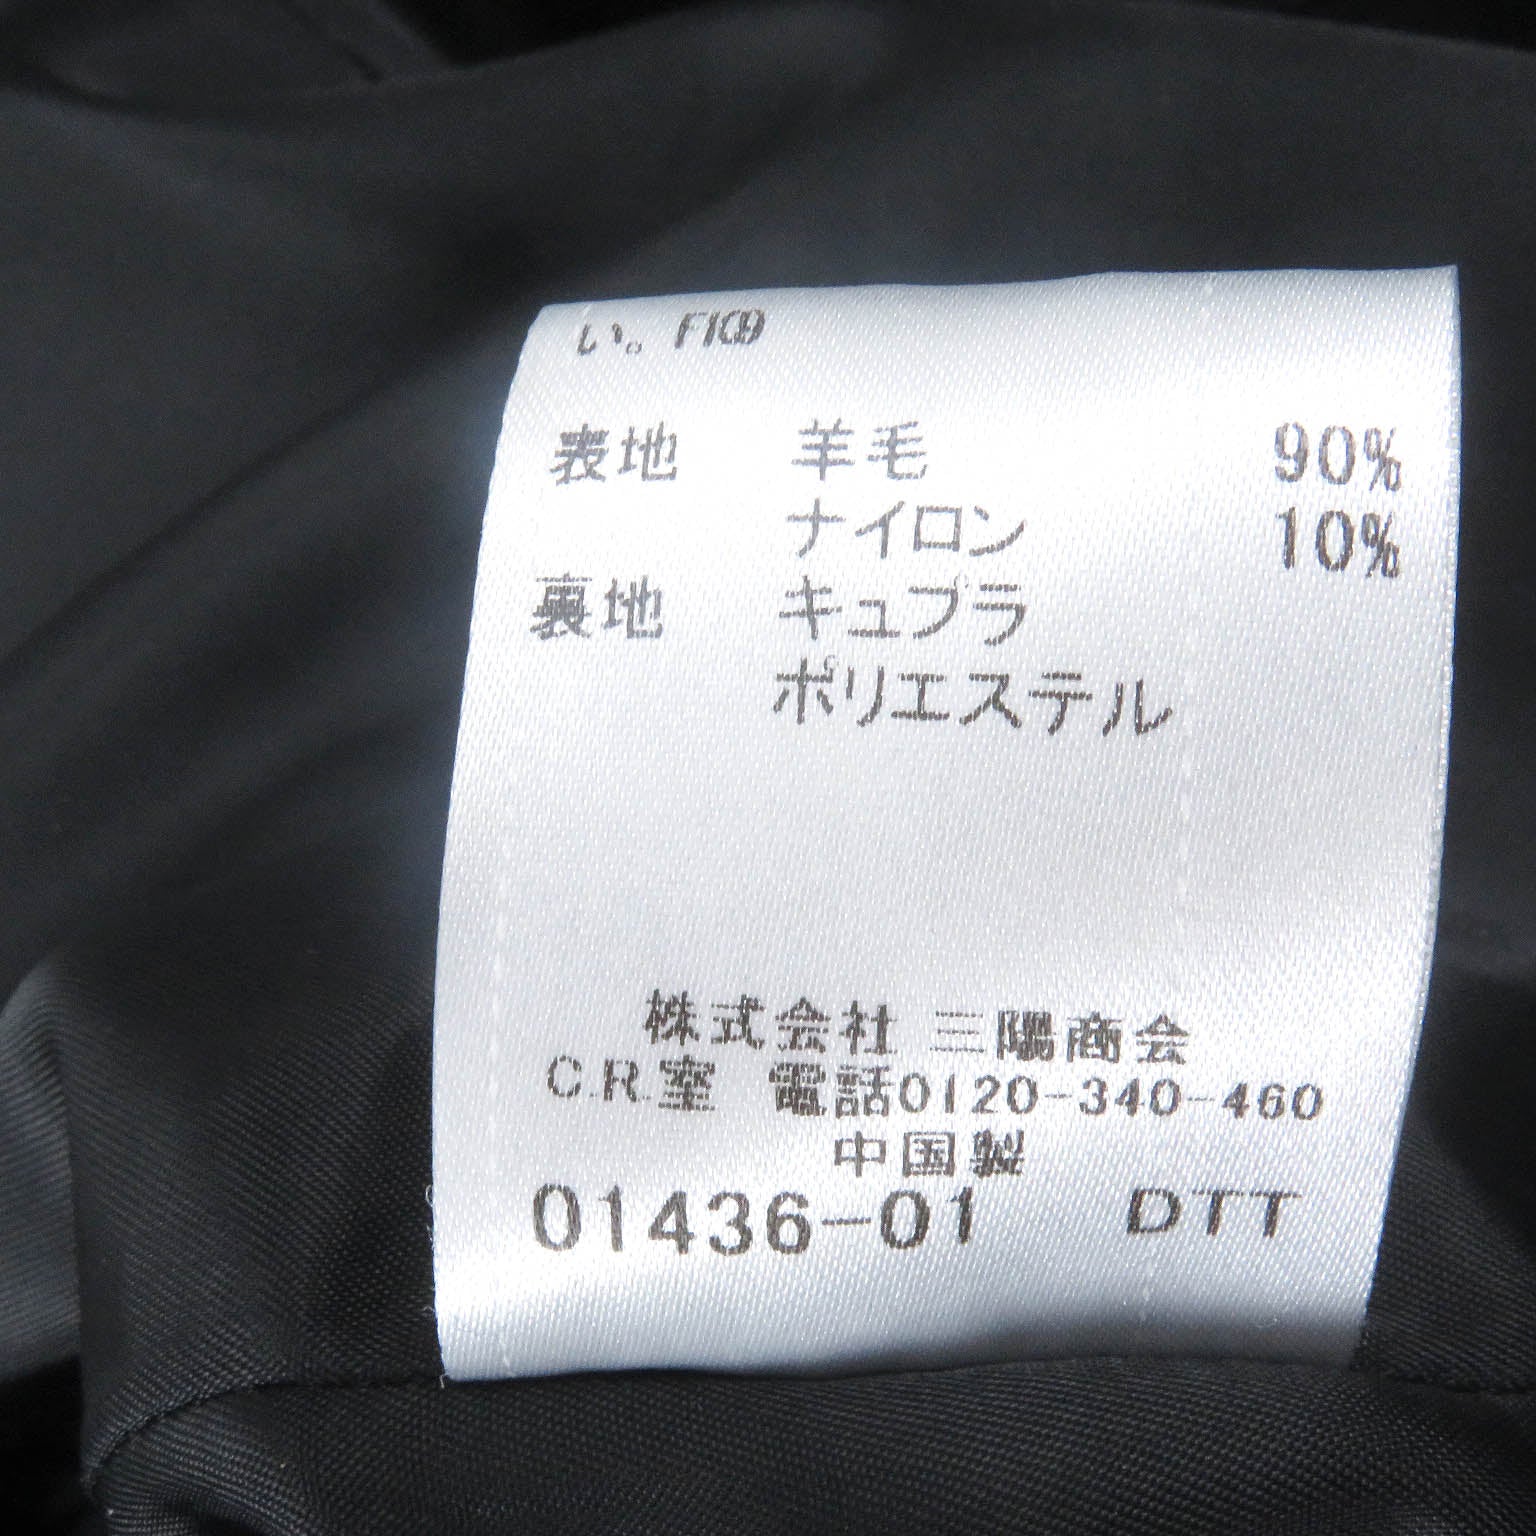 い。
表地 羊毛 90%
ナイロン 10%
裏地 キュプラ
ポリエステル
株式会社 三陽商会
C.R.室 電話0120-340-460
中国製
01436-01 DTT